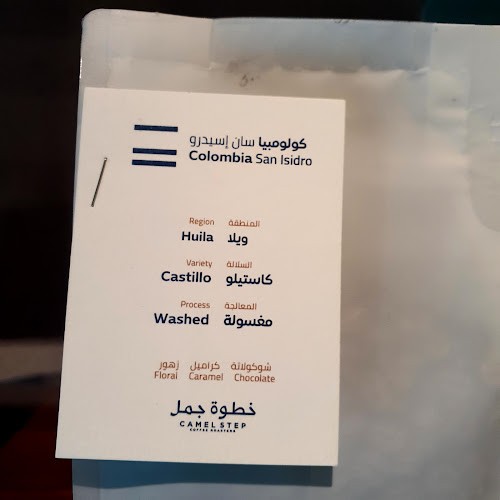 كولومبيا سان إسيدرو
Colombia San Isidro
Region المنطقة
Huila ويلا
Variety السلالة
Castillo كاستيلو
Process المعالجة
Washed مغسولة
شوكولاتة كراميل زهور
Floral Caramel Chocolate
خطوة جمل
CAMEL STEP
COFFEE ROASTERS